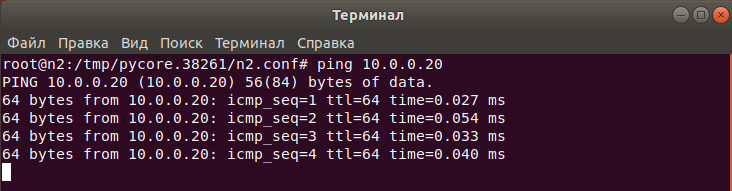 Терминал
Файл Правка Вид Поиск Терминал Справка
root@n2:/tmp/pycore.38261/n2.conf# ping 10.0.0.20
PING 10.0.0.20 (10.0.0.20) 56(84) bytes of data.
64 bytes from 10.0.0.20: icmp_seq=1 ttl=64 time=0.027 ms
64 bytes from 10.0.0.20: icmp_seq=2 ttl=64 time=0.054 ms
64 bytes from 10.0.0.20: icmp_seq=3 ttl=64 time=0.033 ms
64 bytes from 10.0.0.20: icmp_seq=4 ttl=64 time=0.040 ms